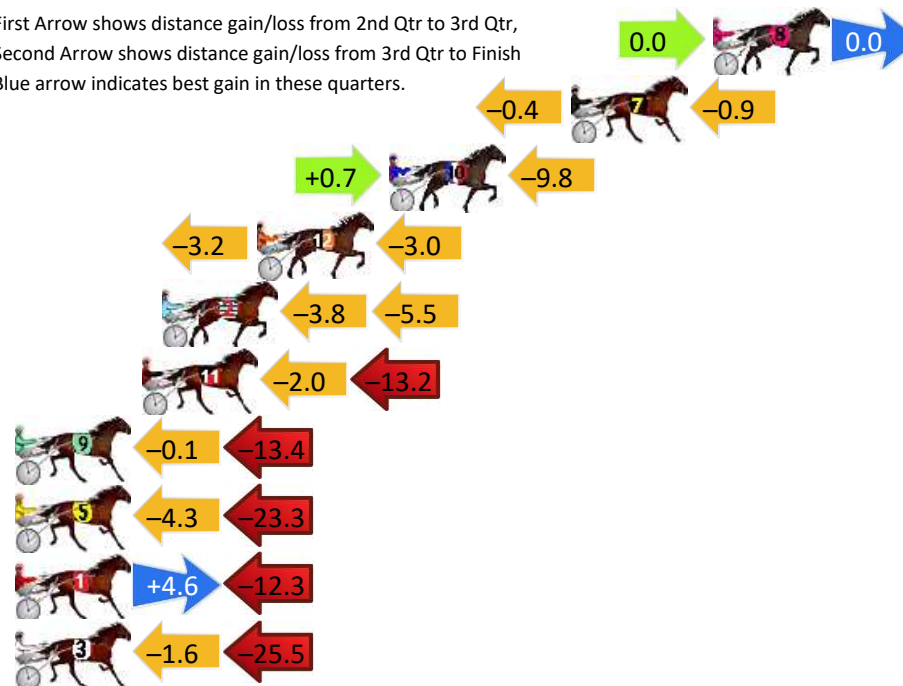 First Arrow shows distance gain/loss from 2nd Qtr to 3rd Qtr,
Second Arrow shows distance gain/loss from 3rd Qtr to Finish
Blue arrow indicates best gain in these quarters.
0.0 8 0.0
–0.4 7 –0.9
+0.7 10 –9.8
–3.2 12 –3.0
2 –3.8 –5.5
11 –2.0 –13.2
9 –0.1 –13.4
5 –4.3 –23.3
1 +4.6 –12.3
3 –1.6 –25.5